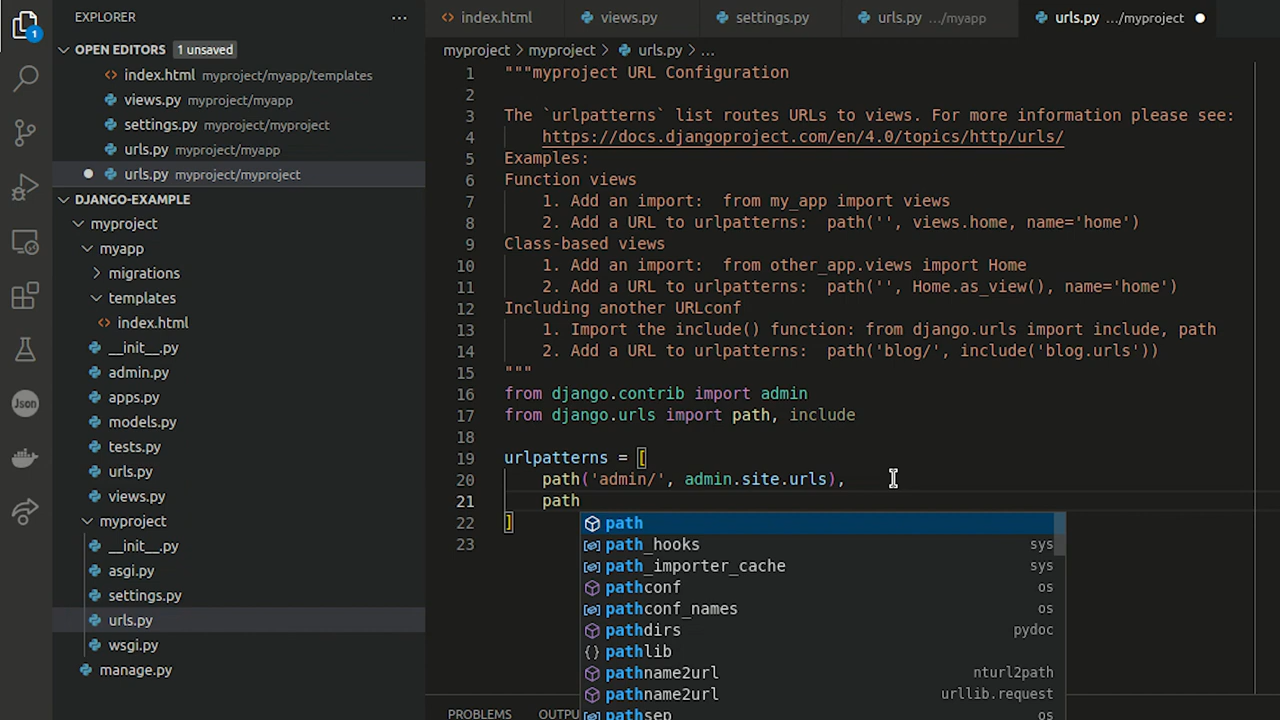 EXPLORER
OPEN EDITORS 1 unsaved
index.html myproject/myapp/templates
views.py myproject/myapp
settings.py myproject/myproject
urls.py myproject/myapp
urls.py myproject/myproject
DJANGO-EXAMPLE
myproject
myapp
migrations
templates
index.html
__init__.py
admin.py
apps.py
models.py
tests.py
urls.py
views.py
myproject
__init__.py
asgi.py
settings.py
urls.py
wsgi.py
manage.py
1
Json
index.html views.py settings.py urls.py .../myapp urls.py .../myproject
myproject > myproject > urls.py > ...
1 """myproject URL Configuration
2
3 The `urlpatterns` list routes URLs to views. For more information please see:
4 https://docs.djangoproject.com/en/4.0/topics/http/urls/
5 Examples:
6 Function views
7 1. Add an import:  from my_app import views
8 2. Add a URL to urlpatterns:  path('', views.home, name='home')
9 Class-based views
10 1. Add an import:  from other_app.views import Home
11 2. Add a URL to urlpatterns:  path('', Home.as_view(), name='home')
12 Including another URLconf
13 1. Import the include() function: from django.urls import include, path
14 2. Add a URL to urlpatterns:  path('blog/', include('blog.urls'))
15 """
16 from django.contrib import admin
17 from django.urls import path, include
18
19 urlpatterns = [
20 path('admin/', admin.site.urls),
21 path
22 ]
23
path
path_hooks sys
path_importer_cache sys
pathconf os
pathconf_names os
pathdirs pydoc
pathlib
pathname2url nturl2path
pathname2url urllib.request
pathsep os
PROBLEMS OUTPU